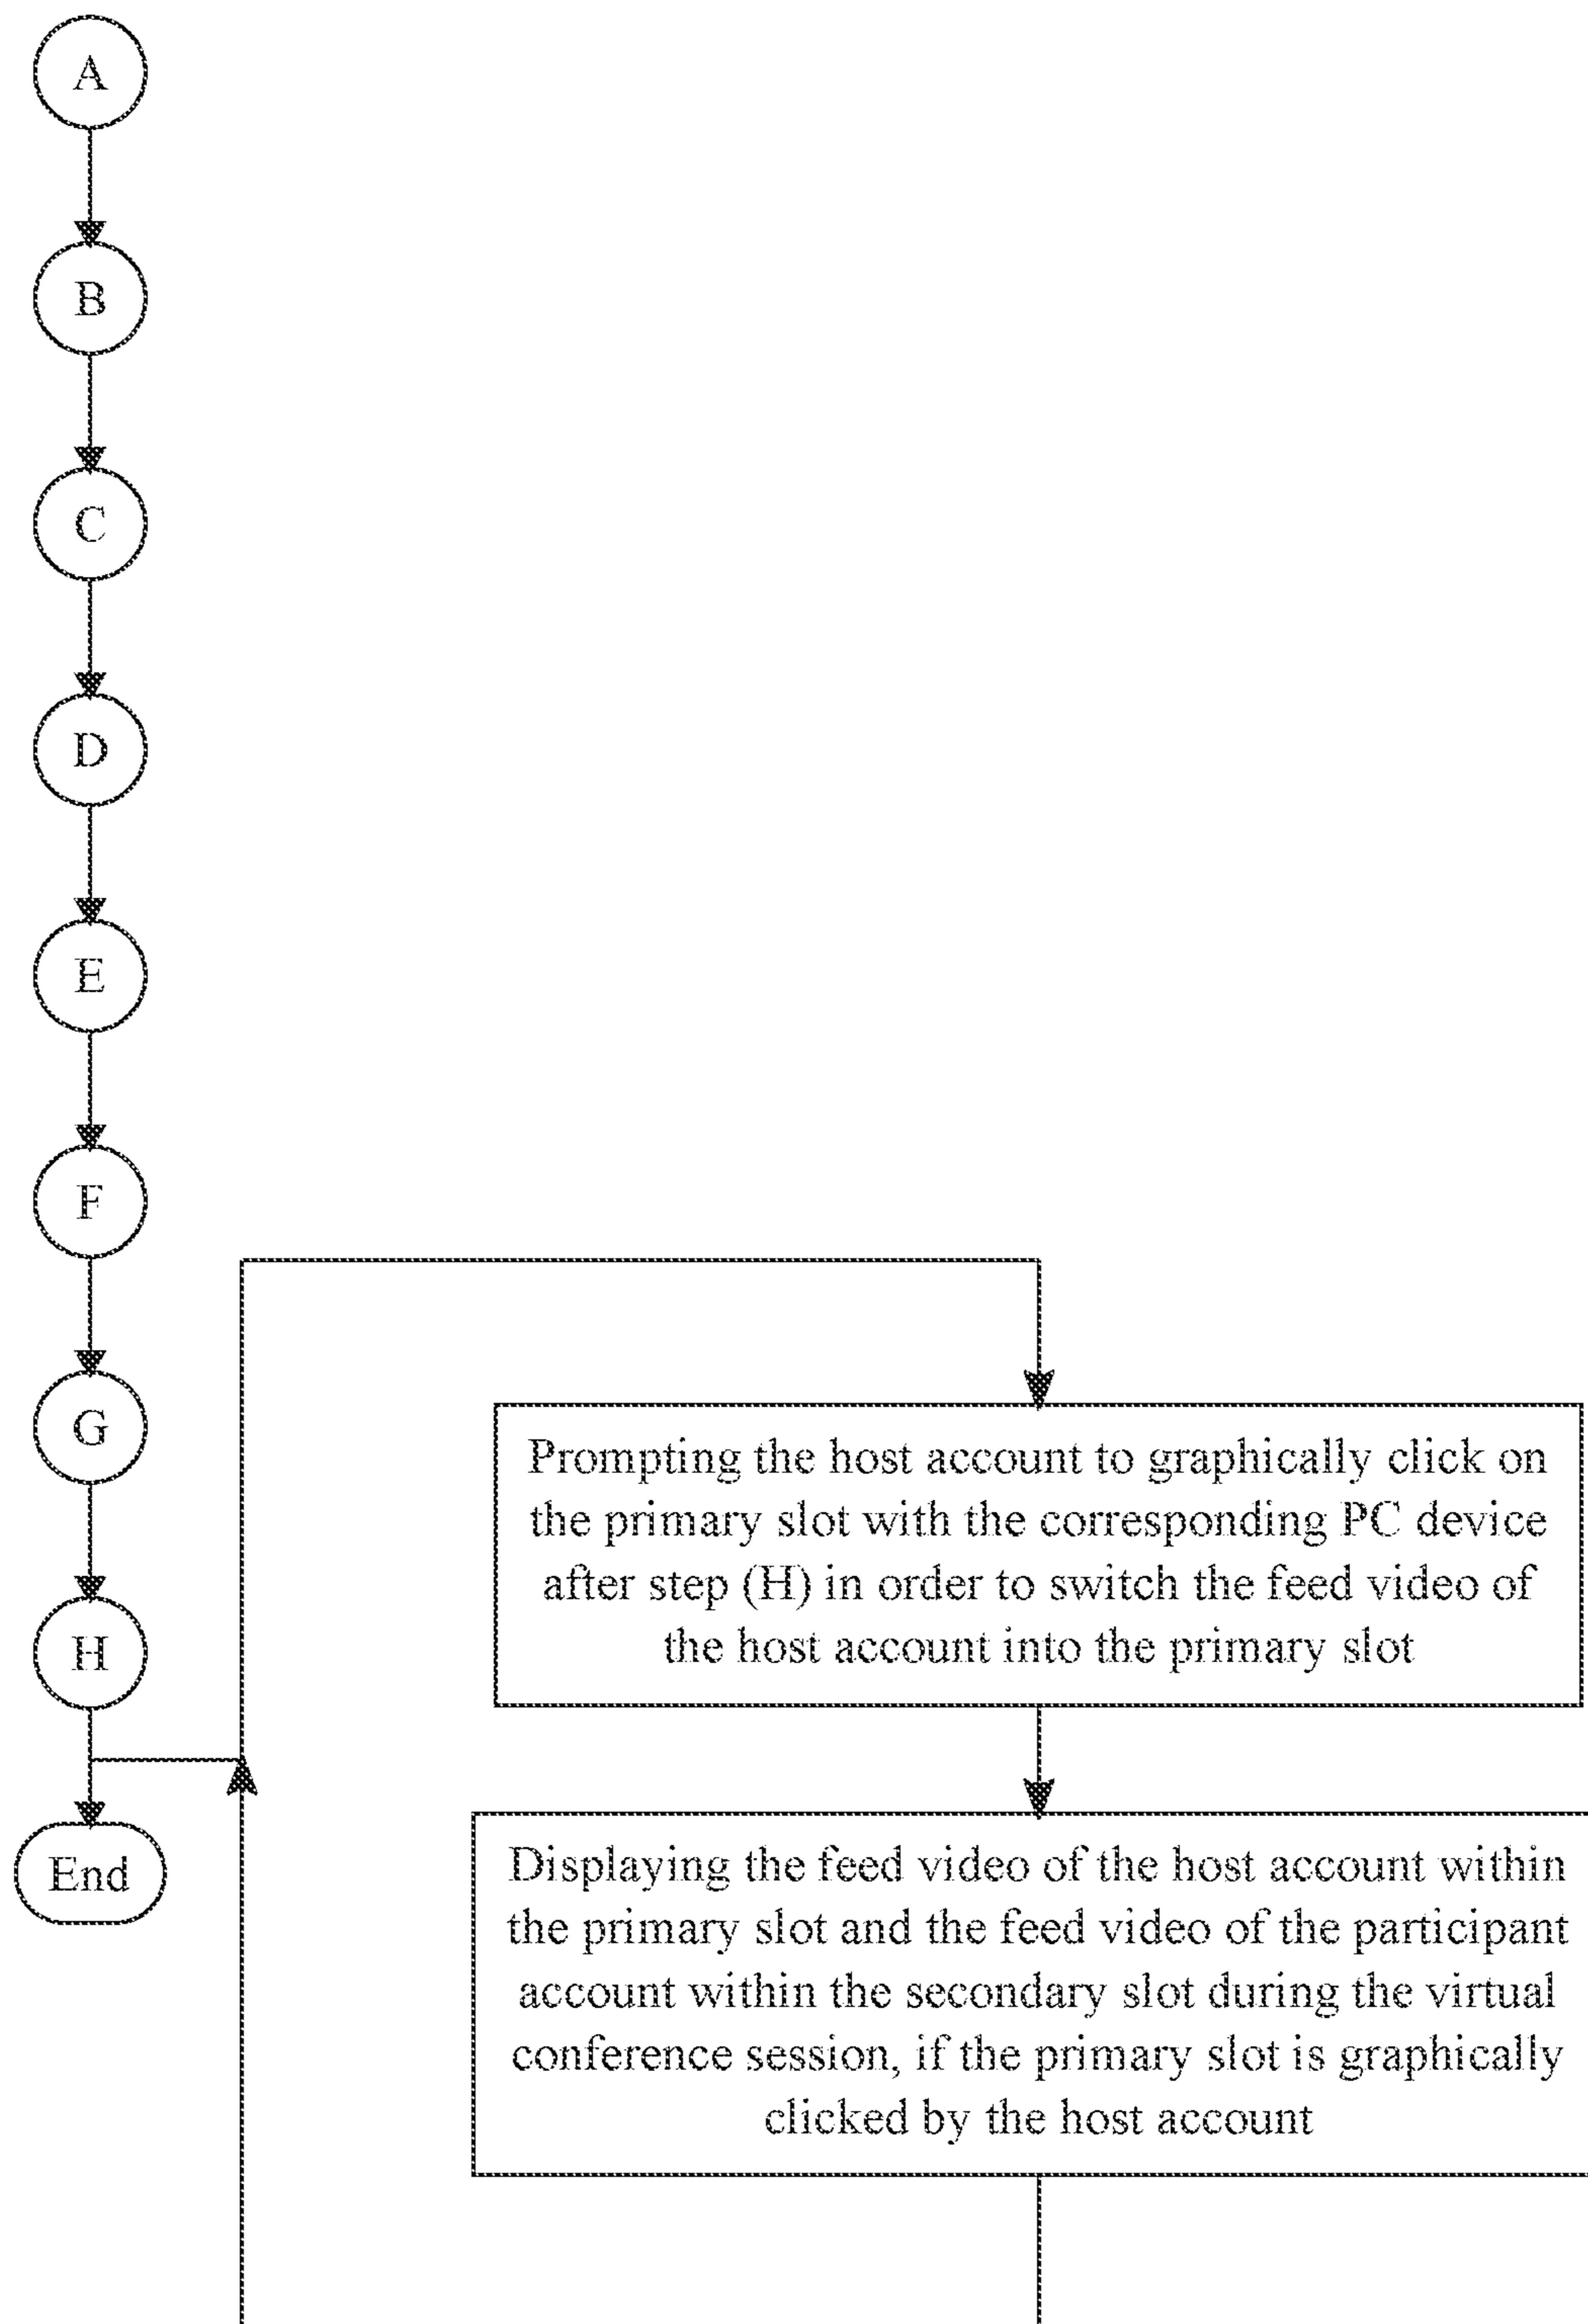 A
B
C
D
E
F
G
H
End
Prompting the host account to graphically click on
the primary slot with the corresponding PC device
after step (H) in order to switch the feed video of
the host account into the primary slot
Displaying the feed video of the host account within
the primary slot and the feed video of the participant
account within the secondary slot during the virtual
conference session, if the primary slot is graphically
clicked by the host account